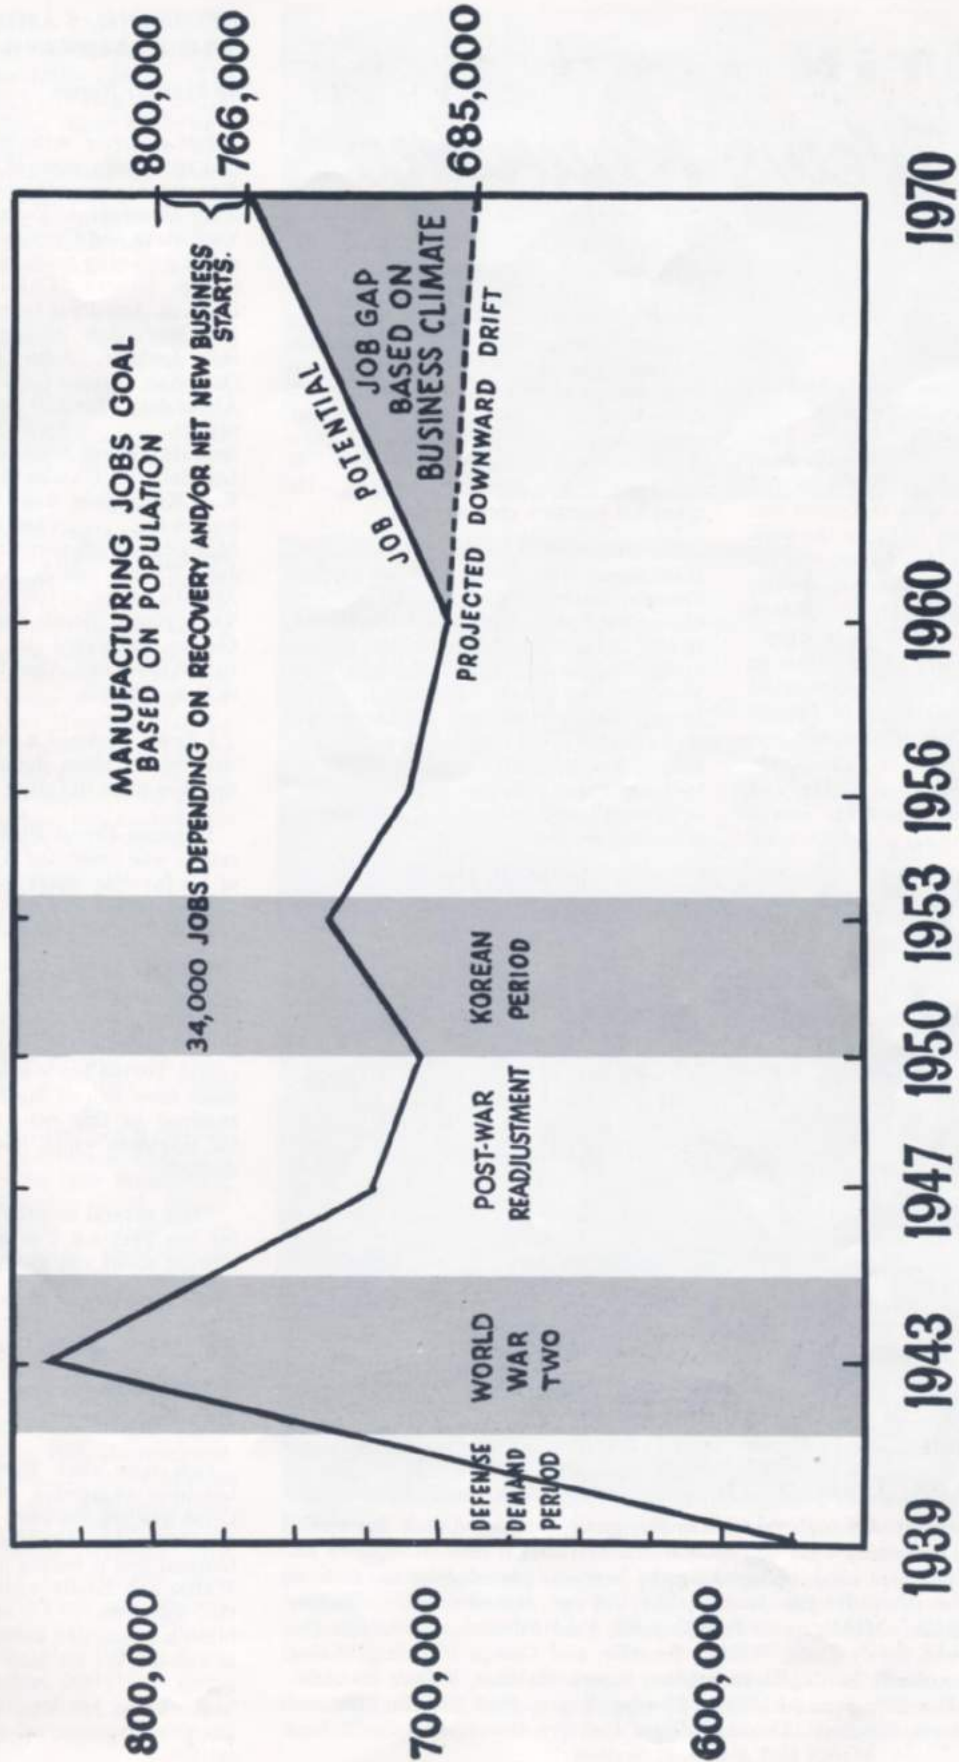 800,000
700,000
600,000
MANUFACTURING JOBS GOAL
BASED ON POPULATION
34,000 JOBS DEPENDING ON RECOVERY AND/OR NET NEW BUSINESS
STARTS.
800,000
766,000
685,000
JOB POTENTIAL
JOB GAP
BASED ON
BUSINESS CLIMATE
PROJECTED DOWNWARD DRIFT
DEFENSE
DEMAND
PERIOD
WORLD
WAR
TWO
POST-WAR
READJUSTMENT
KOREAN
PERIOD
1939 1943 1947 1950 1953 1956 1960 1970